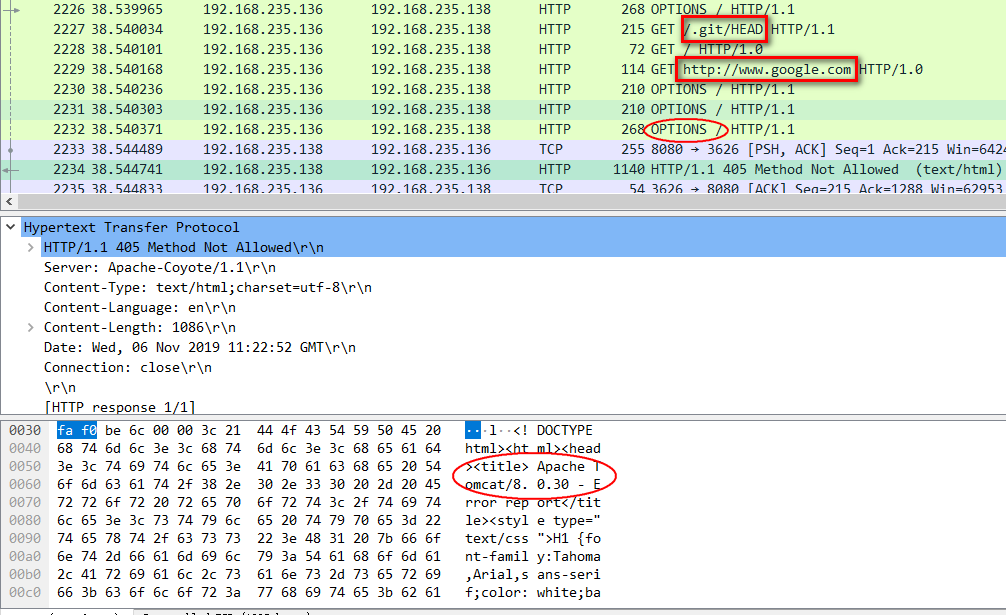 2226 38.539965 192.168.235.136 192.168.235.138 HTTP 268 OPTIONS / HTTP/1.1
2227 38.540034 192.168.235.136 192.168.235.138 HTTP 215 GET /.git/HEAD HTTP/1.1
2228 38.540101 192.168.235.136 192.168.235.138 HTTP 72 GET / HTTP/1.0
2229 38.540168 192.168.235.136 192.168.235.138 HTTP 114 GET http://www.google.com HTTP/1.0
2230 38.540236 192.168.235.136 192.168.235.138 HTTP 210 OPTIONS / HTTP/1.1
2231 38.540303 192.168.235.136 192.168.235.138 HTTP 210 OPTIONS / HTTP/1.1
2232 38.540371 192.168.235.136 192.168.235.138 HTTP 268 OPTIONS / HTTP/1.1
2233 38.544489 192.168.235.138 192.168.235.136 TCP 255 8080 → 3626 [PSH, ACK] Seq=1 Ack=215 Win=6424
2234 38.544741 192.168.235.138 192.168.235.136 HTTP 1140 HTTP/1.1 405 Method Not Allowed (text/html)
2235 38.544833 192.168.235.136 192.168.235.138 TCP 54 3626 → 8080 [ACK] Seq=215 Ack=1288 Win=62953
Hypertext Transfer Protocol
HTTP/1.1 405 Method Not Allowed\r\n
Server: Apache-Coyote/1.1\r\n
Content-Type: text/html;charset=utf-8\r\n
Content-Language: en\r\n
Content-Length: 1086\r\n
Date: Wed, 06 Nov 2019 11:22:52 GMT\r\n
Connection: close\r\n
\r\n
[HTTP response 1/1]
0030 fa f0 be 6c 00 00 3c 21 44 4f 43 54 59 50 45 20 ···l··<! DOCTYPE
0040 68 74 6d 6c 3e 3c 68 74 6d 6c 3e 3c 68 65 61 64 html><ht ml><head
0050 3e 3c 74 69 74 6c 65 3e 41 70 61 63 68 65 20 54 ><title> Apache T
0060 6f 6d 63 61 74 2f 38 2e 30 2e 33 30 20 2d 20 45 omcat/8. 0.30 - E
0070 72 72 6f 72 20 72 65 70 6f 72 74 3c 2f 74 69 74 rror rep ort</tit
0080 6c 65 3e 3c 73 74 79 6c 65 20 74 79 70 65 3d 22 le><styl e type="
0090 74 65 78 74 2f 63 73 73 22 3e 48 31 20 7b 66 6f text/css ">H1 {fo
00a0 6e 74 2d 66 61 6d 69 6c 79 3a 54 61 68 6f 6d 61 nt-famil y:Tahoma
00b0 2c 41 72 69 61 6c 2c 73 61 6e 73 2d 73 65 72 69 ,Arial,s ans-seri
00c0 66 3b 63 6f 6c 6f 72 3a 77 68 69 74 65 3b 62 61 f;color: white;ba